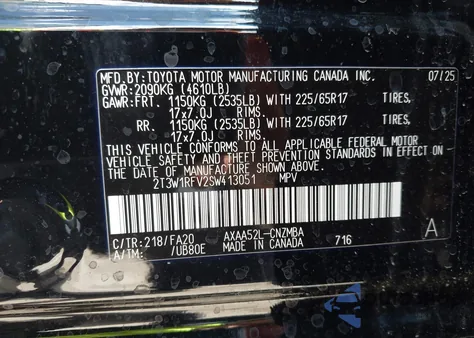 MFD.BY:TOYOTA MOTOR MANUFACTURING CANADA INC. 07/25
GVWR:2090KG (4610LB)
GAWR:FRT. 1150KG (2535LB) WITH 225/65R17 TIRES,
17x7.0J RIMS.
RR. 1150KG (2535LB) WITH 225/65R17 TIRES,
17x7.0J RIMS.
THIS VEHICLE CONFORMS TO ALL APPLICABLE FEDERAL MOTOR
VEHICLE SAFETY AND THEFT PREVENTION STANDARDS IN EFFECT ON
THE DATE OF MANUFACTURE SHOWN ABOVE.
2T3W1RFV2SW413051 MPV
C/TR:218/FA20 AXAA52L-CNZMBA
A/TM: /UB80E MADE IN CANADA 716 A